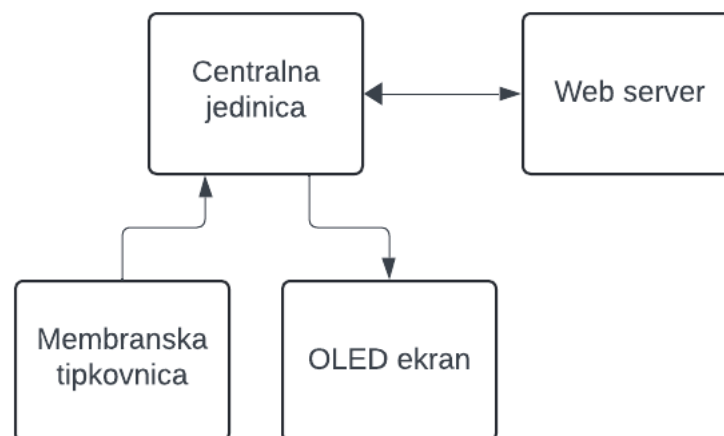 Centralna
jedinica
Web server
Membranska
tipkovnica
OLED ekran